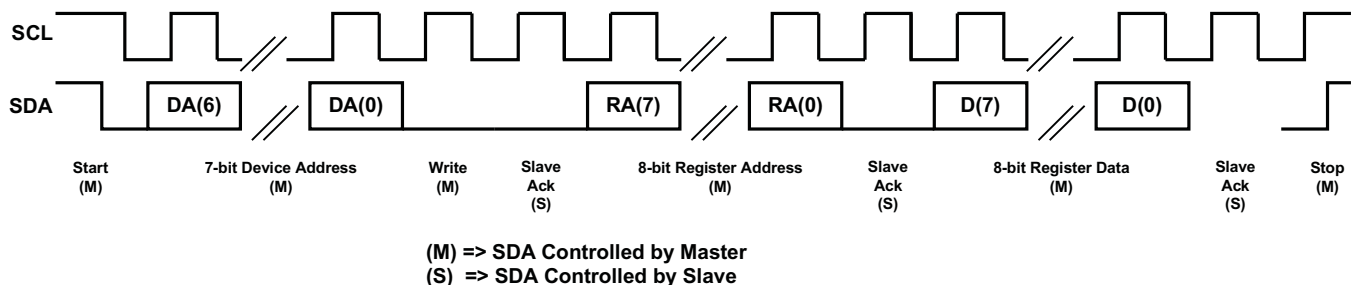 SCL
SDA
DA(6)
DA(0)
RA(7)
RA(0)
D(7)
D(0)
Start
(M)
7-bit Device Address
(M)
Write
(M)
Slave
Ack
(S)
8-bit Register Address
(M)
Slave
Ack
(S)
8-bit Register Data
(M)
Slave
Ack
(S)
Stop
(M)
(M) => SDA Controlled by Master
(S) => SDA Controlled by Slave